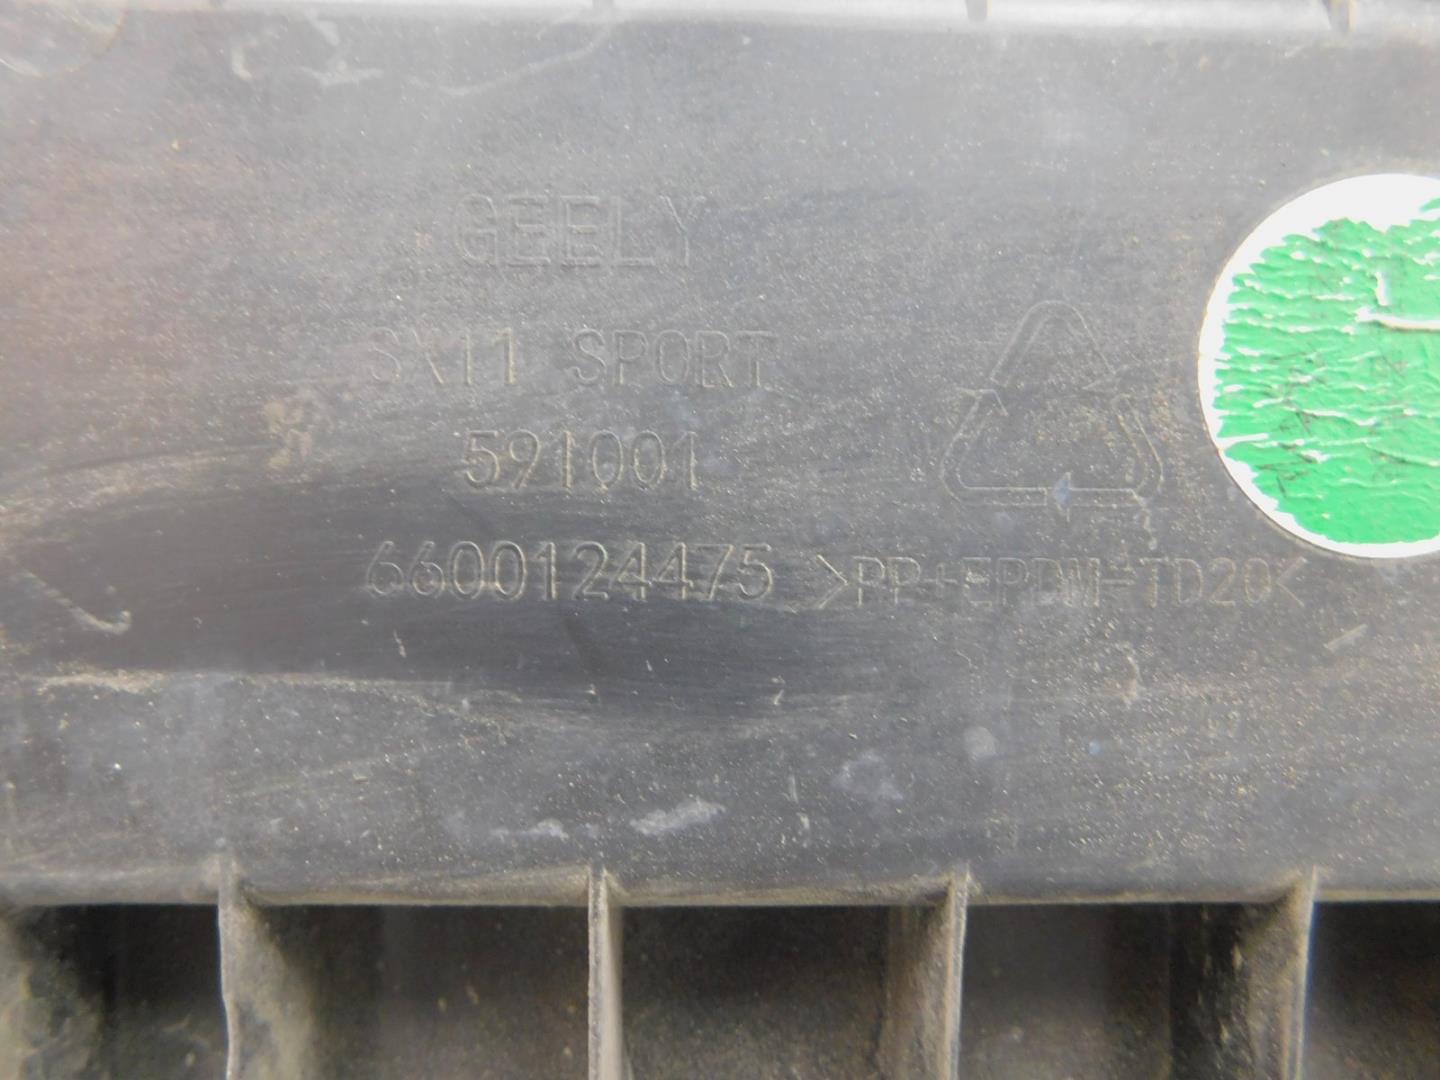 GEELY
SX11 SPORT
591001
6600124475 >PP+EPDM-TD20<